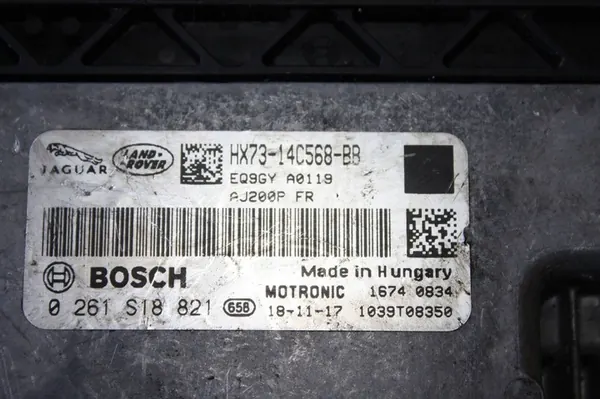 JAGUAR
LAND-ROVER
HX73-14C568-BB
EQ9GY A0119
AJ200P FR
BOSCH
Made in Hungary
MOTRONIC 1674 0834
0 261 S18 821 658 18-11-17 1039T08350